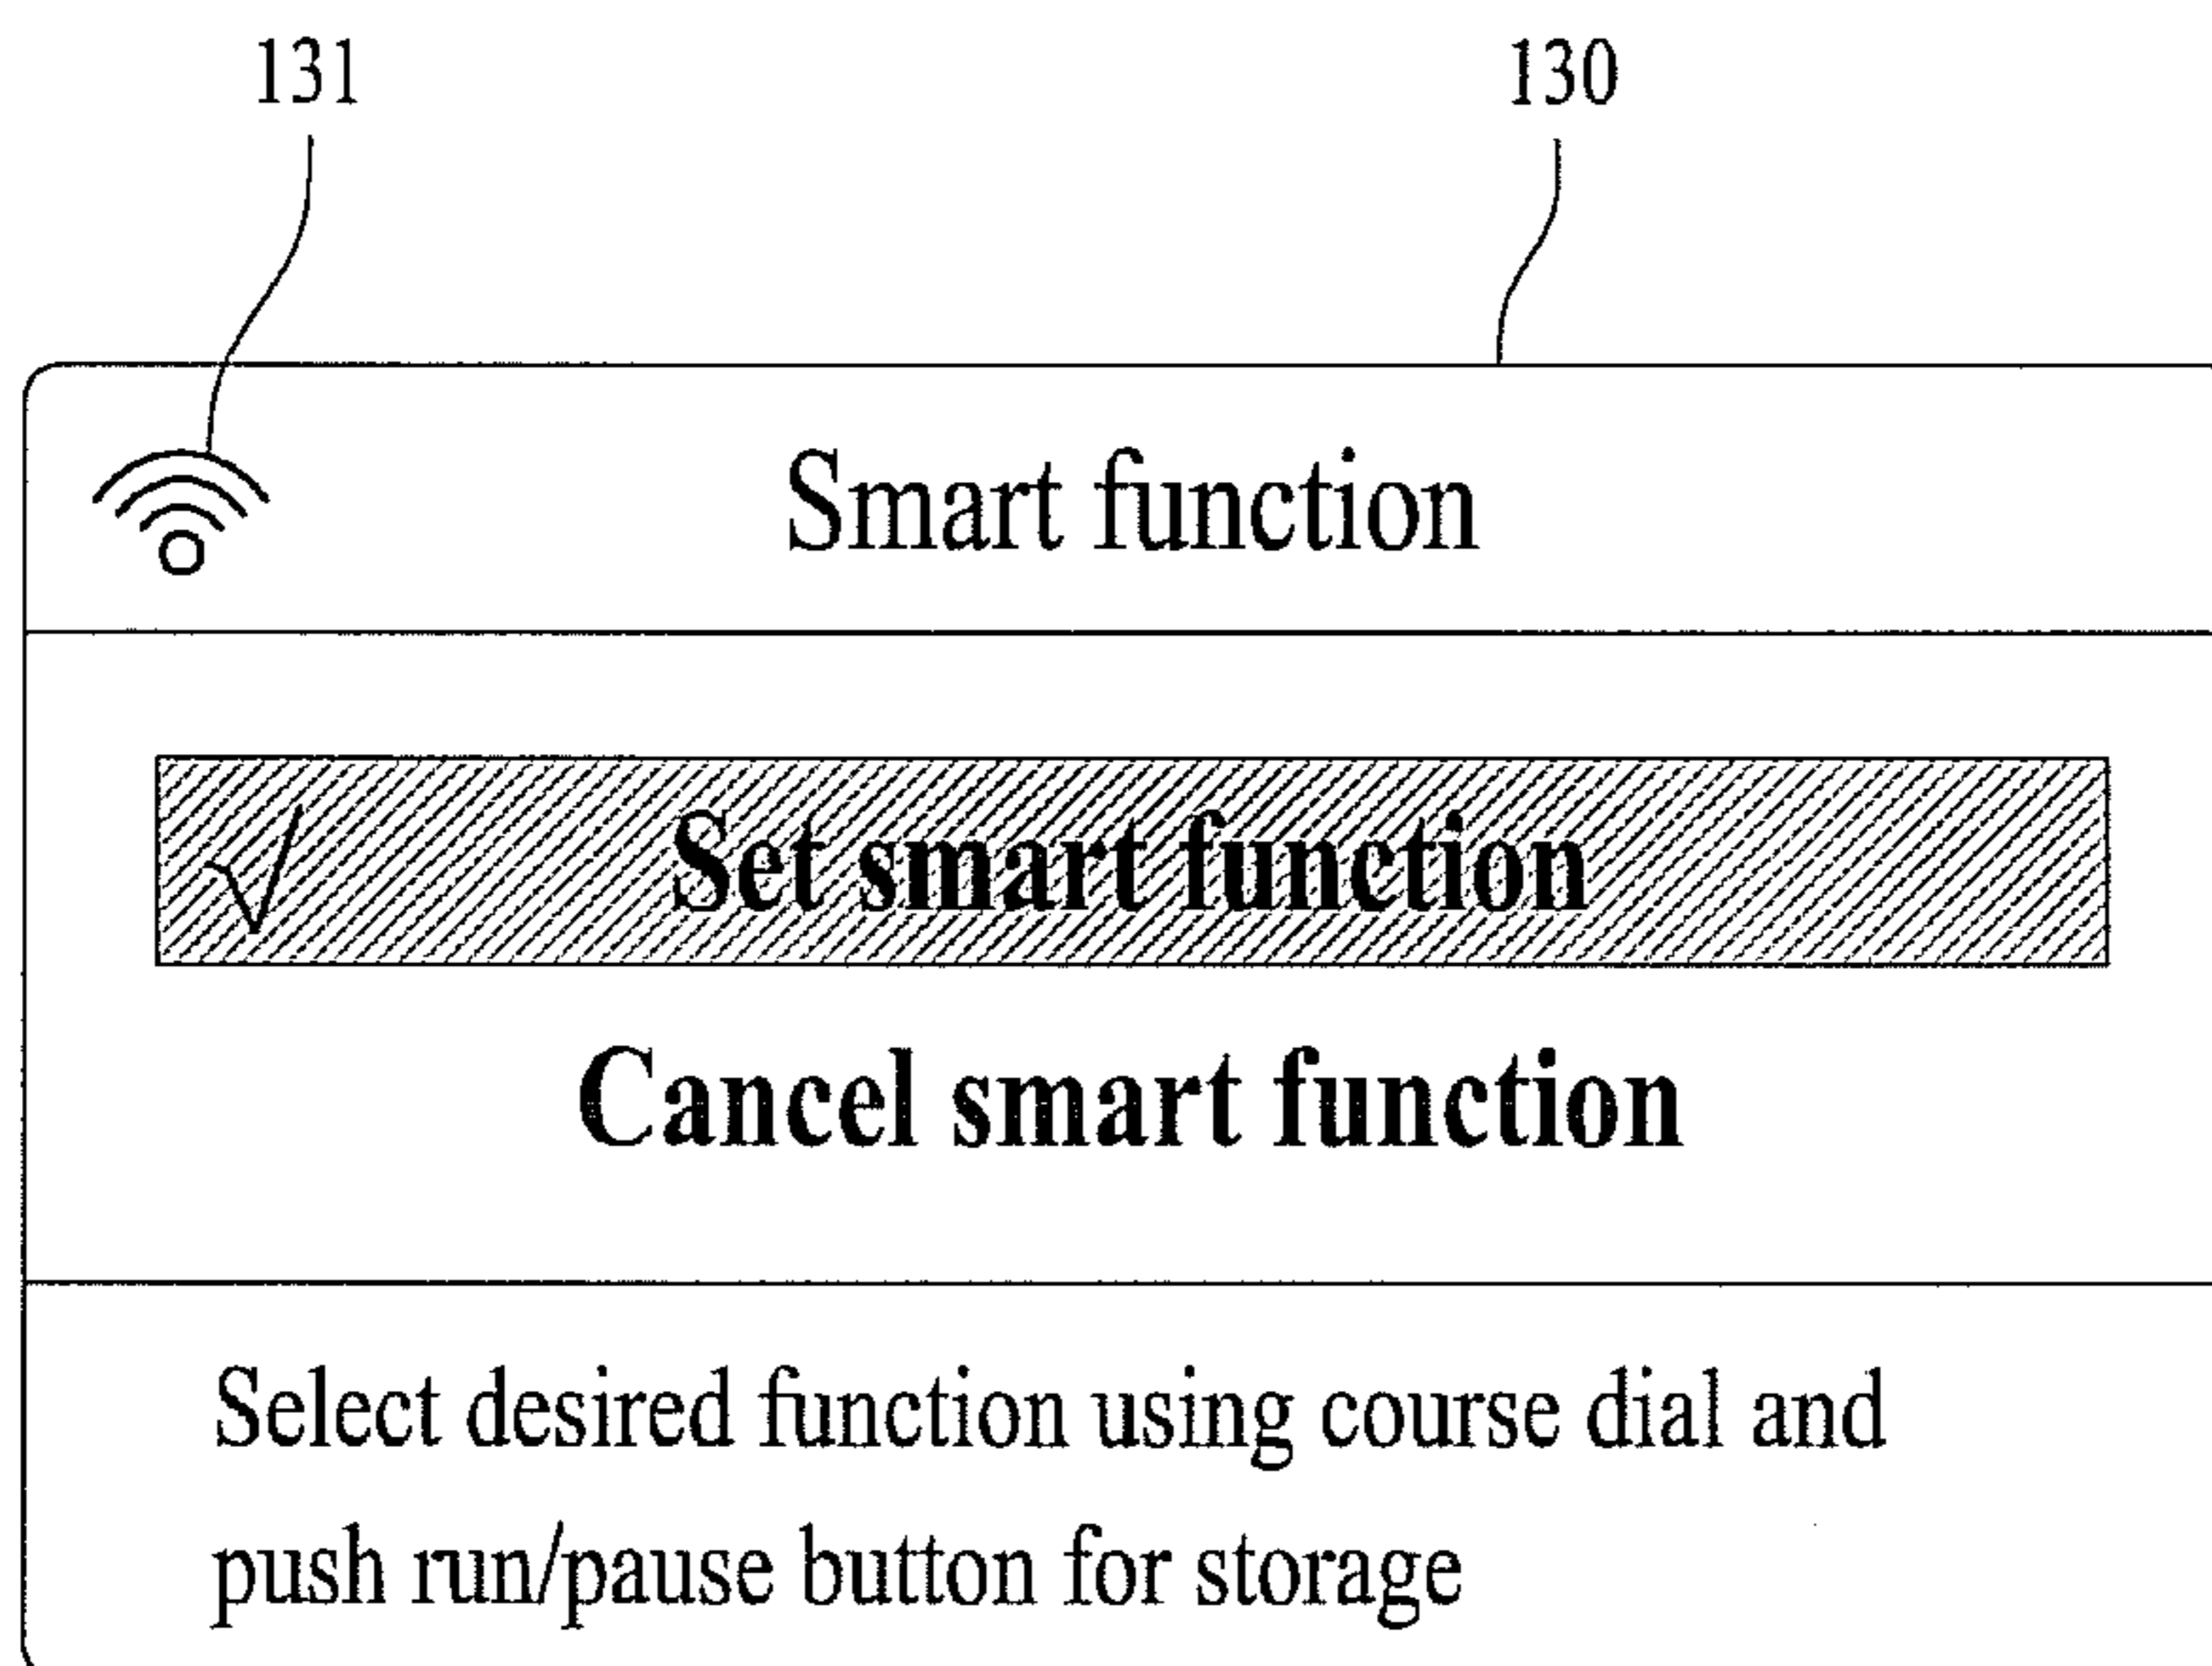 131
130
Smart function
Set smart function
Cancel smart function
Select desired function using course dial and
push run/pause button for storage